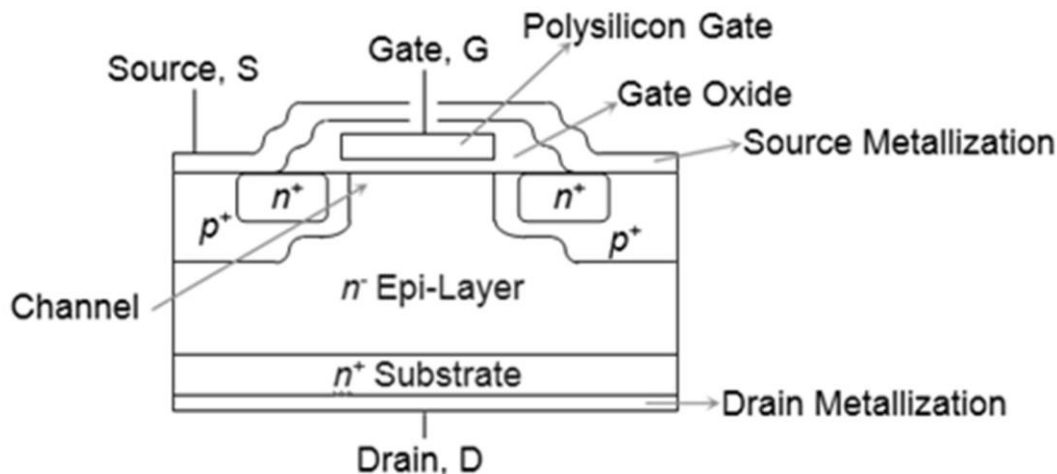 Polysilicon Gate
Gate, G
Source, S
Gate Oxide
Source Metallization
n⁺
n⁺
p⁺
p⁺
n⁻ Epi-Layer
Channel
n⁺ Substrate
Drain Metallization
Drain, D